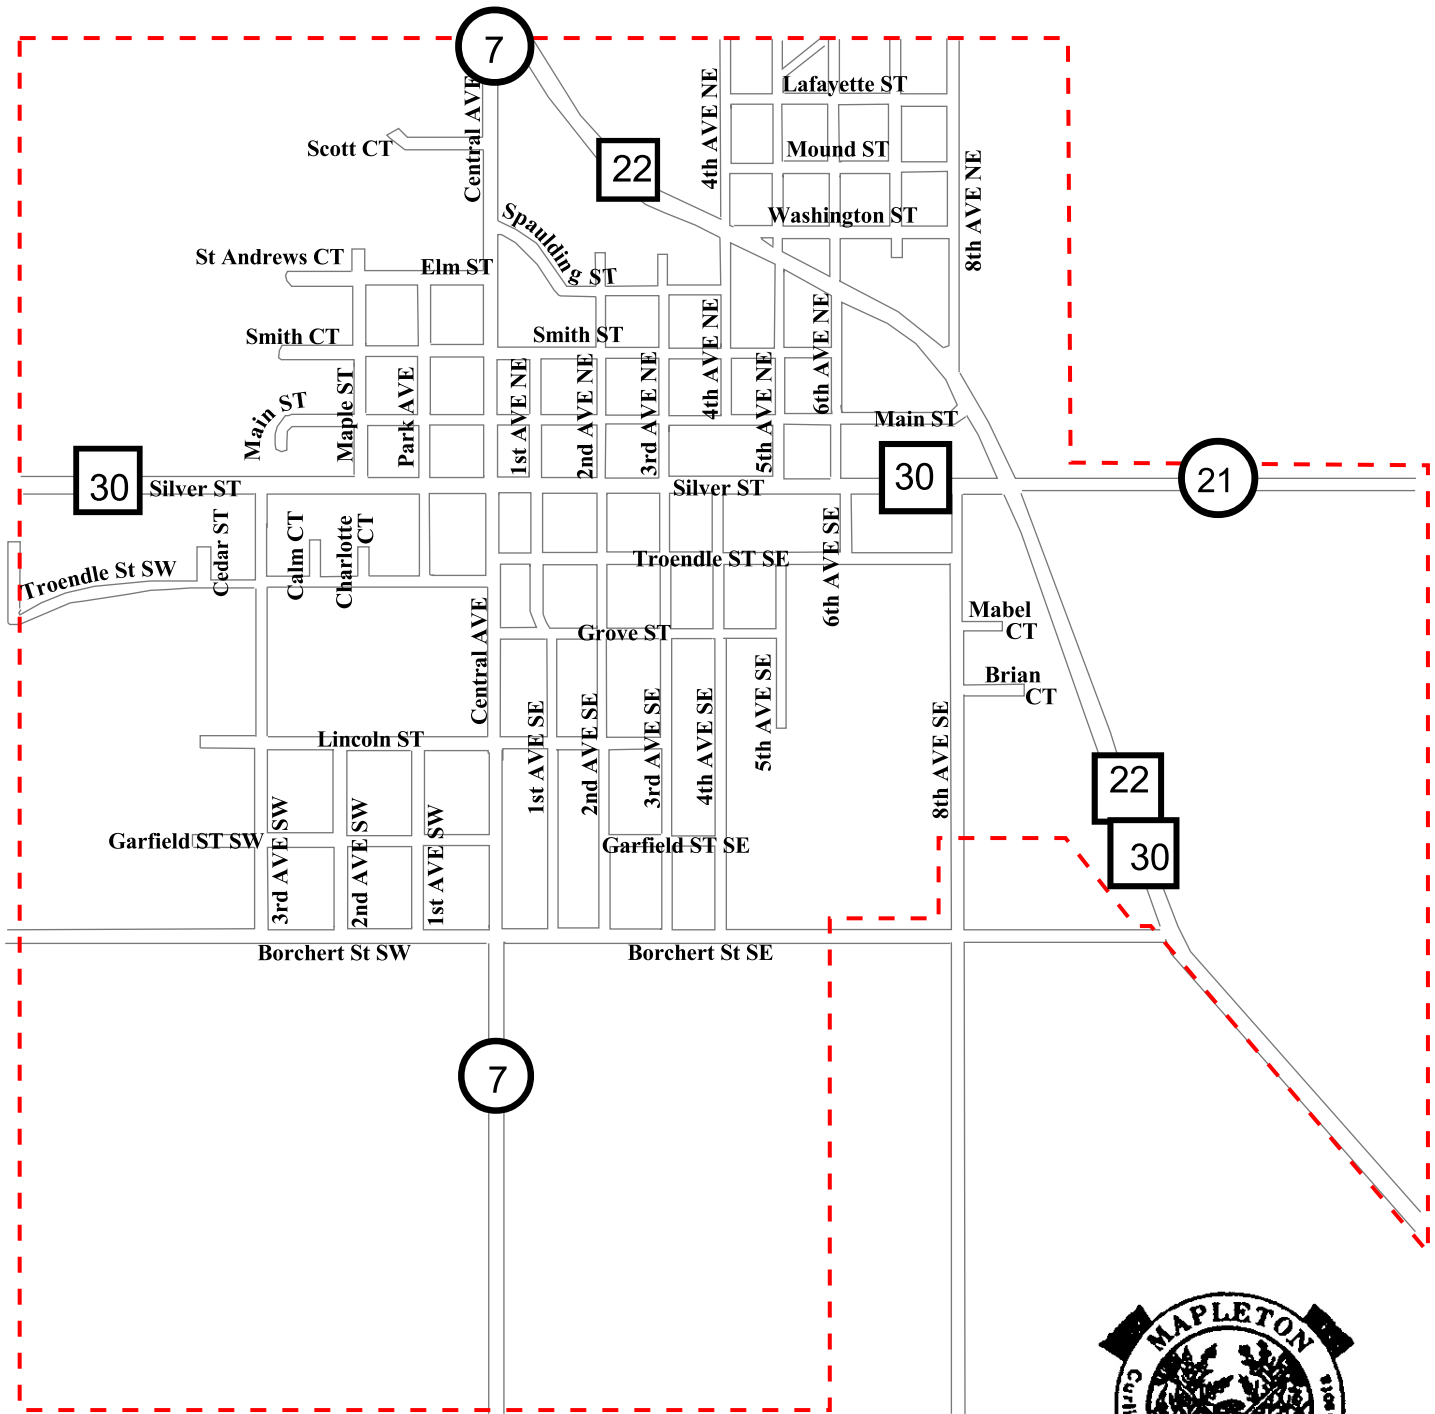 7
Lafayette ST
4th AVE NE
Central AVE
Scott CT
Mound ST
22
8th AVE NE
Washington ST
Spaulding ST
St Andrews CT
Elm ST
Smith CT
Smith ST
4th AVE NE
6th AVE NE
Main ST
Maple ST
Park AVE
1st AVE NE
2nd AVE NE
3rd AVE NE
5th AVE NE
Main ST
30
Silver ST
Silver ST
30
21
Troendle St SW
Cedar ST
Calm CT
Charlotte
CT
Troendle ST SE
6th AVE SE
Mabel
CT
Central AVE
Grove ST
Brian
CT
Lincoln ST
1st AVE SE
2nd AVE SE
3rd AVE SE
4th AVE SE
5th AVE SE
8th AVE SE
22
Garfield ST SW
3rd AVE SW
2nd AVE SW
1st AVE SW
Garfield ST SE
30
Borchert St SW
Borchert St SE
7
MAPLETON